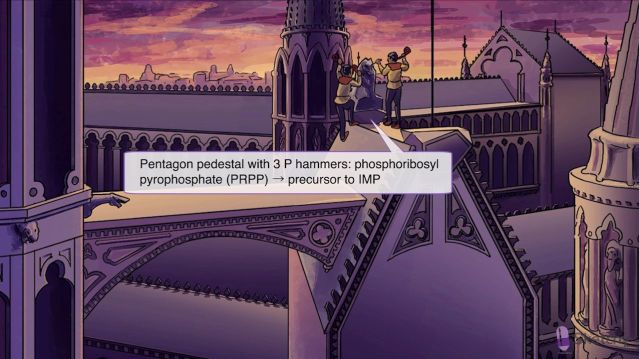 Pentagon pedestal with 3 P hammers: phosphoribosyl
pyrophosphate (PRPP) → precursor to IMP